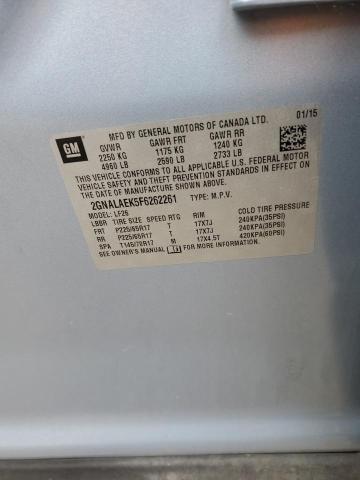 GM
MFD BY GENERAL MOTORS OF CANADA LTD. 01/15
GVWR GAWR FRT GAWR RR
2250 KG 1175 KG 1240 KG
4960 LB 2590 LB 2733 LB
THIS VEHICLE CONFORMS TO ALL APPLICABLE U.S. FEDERAL MOTOR
VEHICLE SAFETY, BUMPER, AND THEFT PREVENTION STANDARDS IN EFFECT
ON THE DATE OF MANUFACTURE SHOWN ABOVE.
2GNALAEK5F6262261 TYPE: M.P.V.
MODEL: LF26
LBBR TIRE SIZE SPEED RTG RIM COLD TIRE PRESSURE
FRT P225/65R17 T 17X7J 240KPA(35PSI)
RR P225/65R17 T 17X7J 240KPA(35PSI)
SPA T145/70R17 M 17X4.5T 420KPA(60PSI)
SEE OWNER'S MANUAL FOR ADDITIONAL INFORMATION.